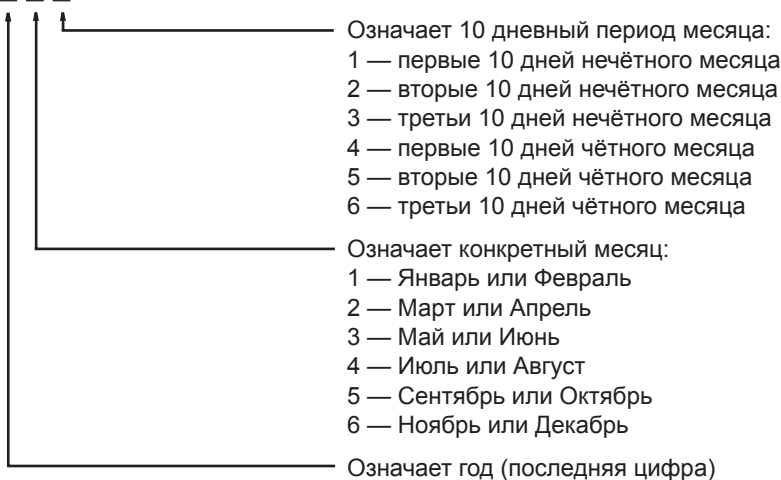 Означает 10 дневный период месяца:
1 — первые 10 дней нечётного месяца
2 — вторые 10 дней нечётного месяца
3 — третьи 10 дней нечётного месяца
4 — первые 10 дней чётного месяца
5 — вторые 10 дней чётного месяца
6 — третьи 10 дней чётного месяца
Означает конкретный месяц:
1 — Январь или Февраль
2 — Март или Апрель
3 — Май или Июнь
4 — Июль или Август
5 — Сентябрь или Октябрь
6 — Ноябрь или Декабрь
Означает год (последняя цифра)